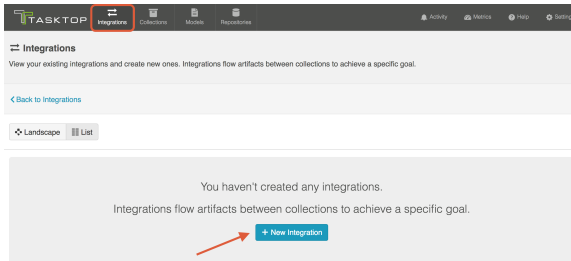 TASKTOP
Integrations
Collections
Models
Repositories
Activity
Metrics
Help
Setting
Integrations
View your existing integrations and create new ones. Integrations flow artifacts between collections to achieve a specific goal.
Back to Integrations
Landscape
List
You haven't created any integrations.
Integrations flow artifacts between collections to achieve a specific goal.
+ New Integration